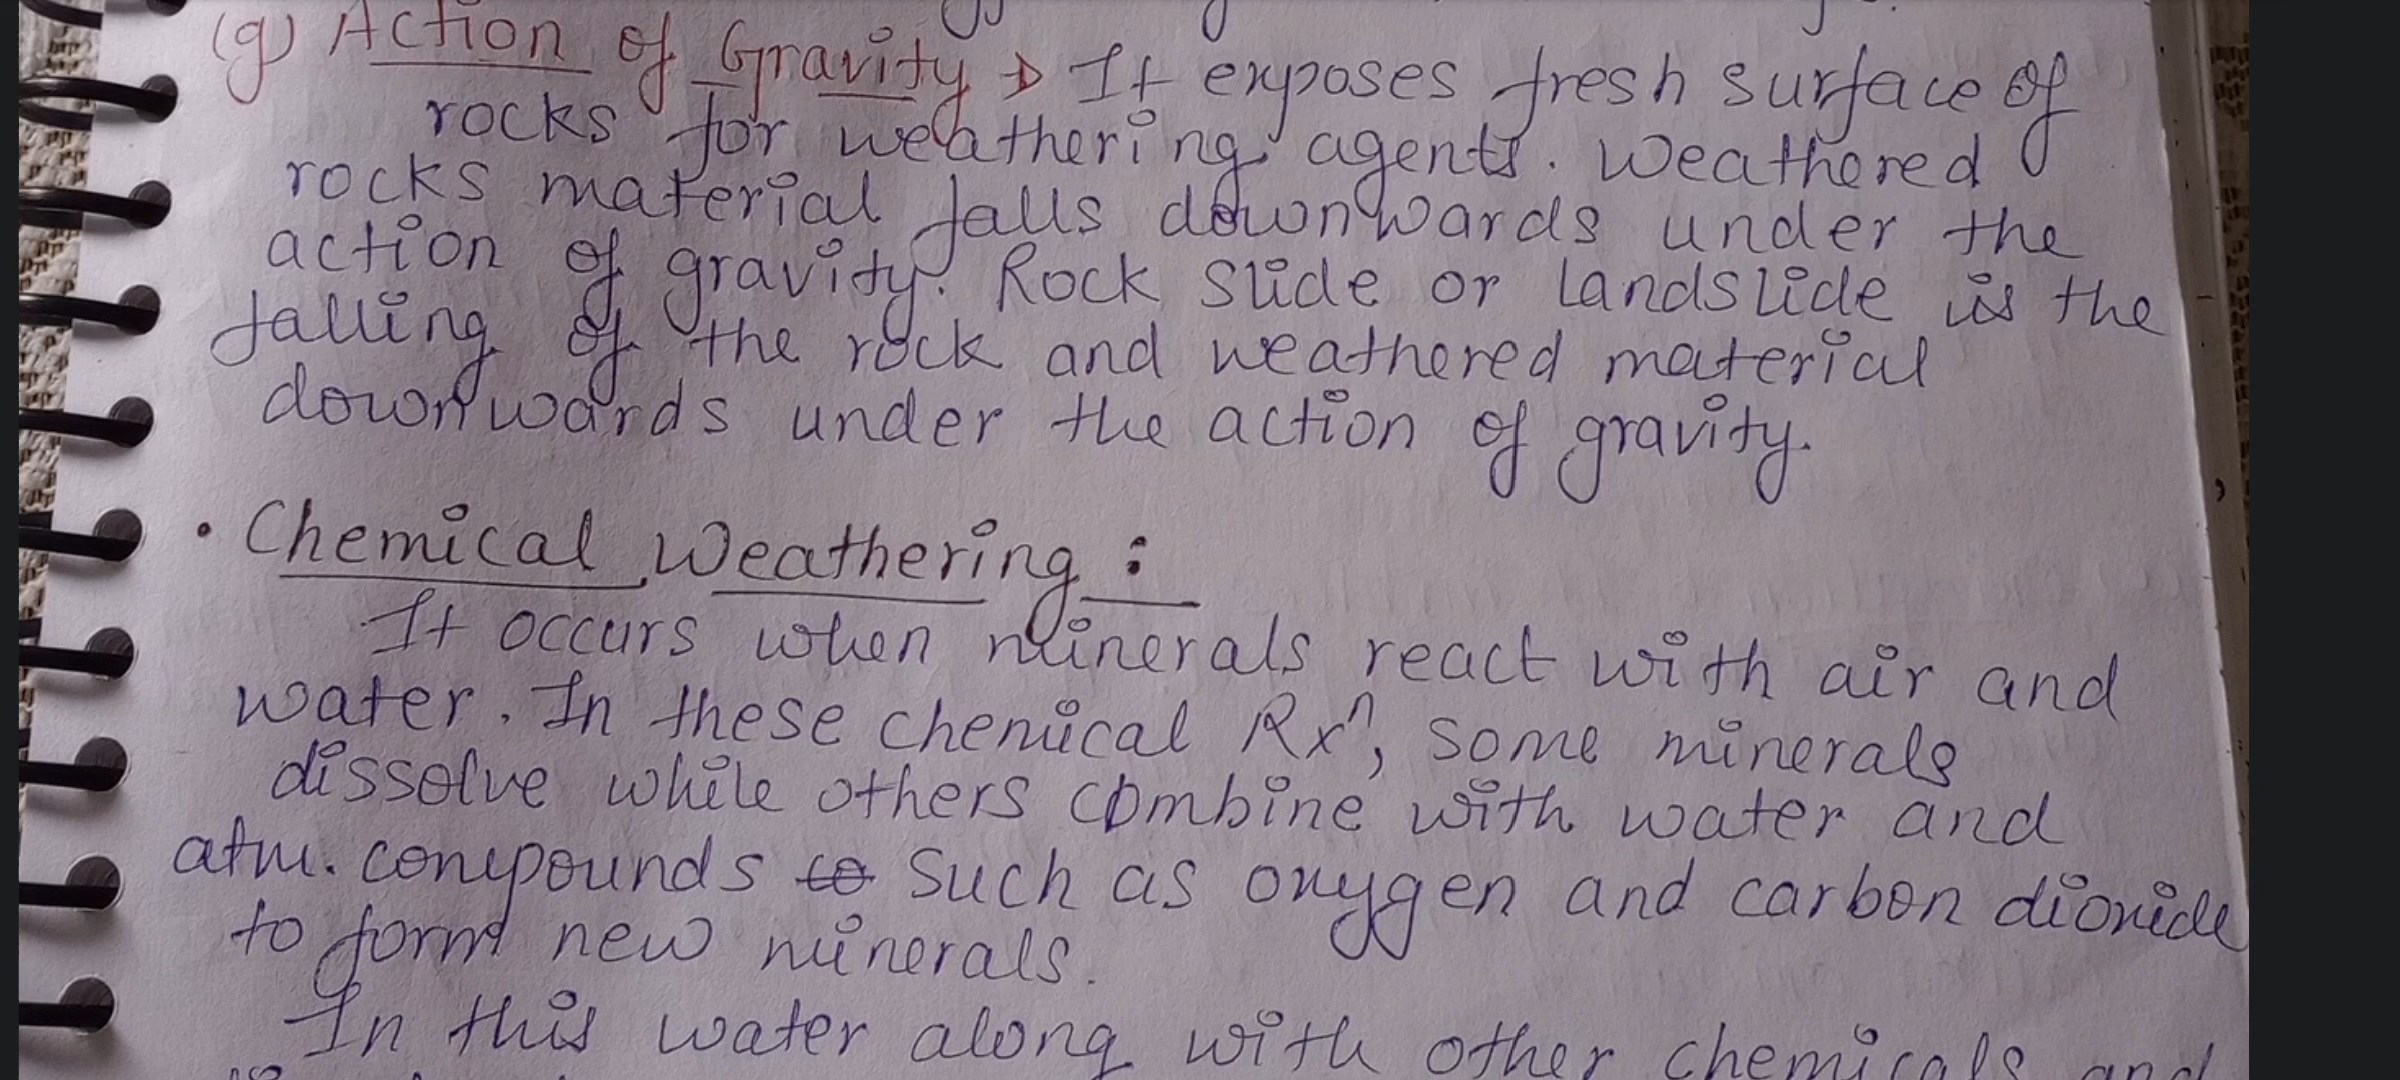 (g) Action of Gravity → It exposes fresh surface of
rocks for weathering agents. Weathered
rocks material falls downwards under the
action of gravity. Rock slide or landslide is the
falling of the rock and weathered material
downwards under the action of gravity.
• Chemical Weathering :
It occurs when minerals react with air and
water. In these chemical Rxⁿ, some minerals
dissolve while others combine with water and
atm. compounds to such as oxygen and carbon dioxide
to form new minerals.
In this water along with other chemicals and